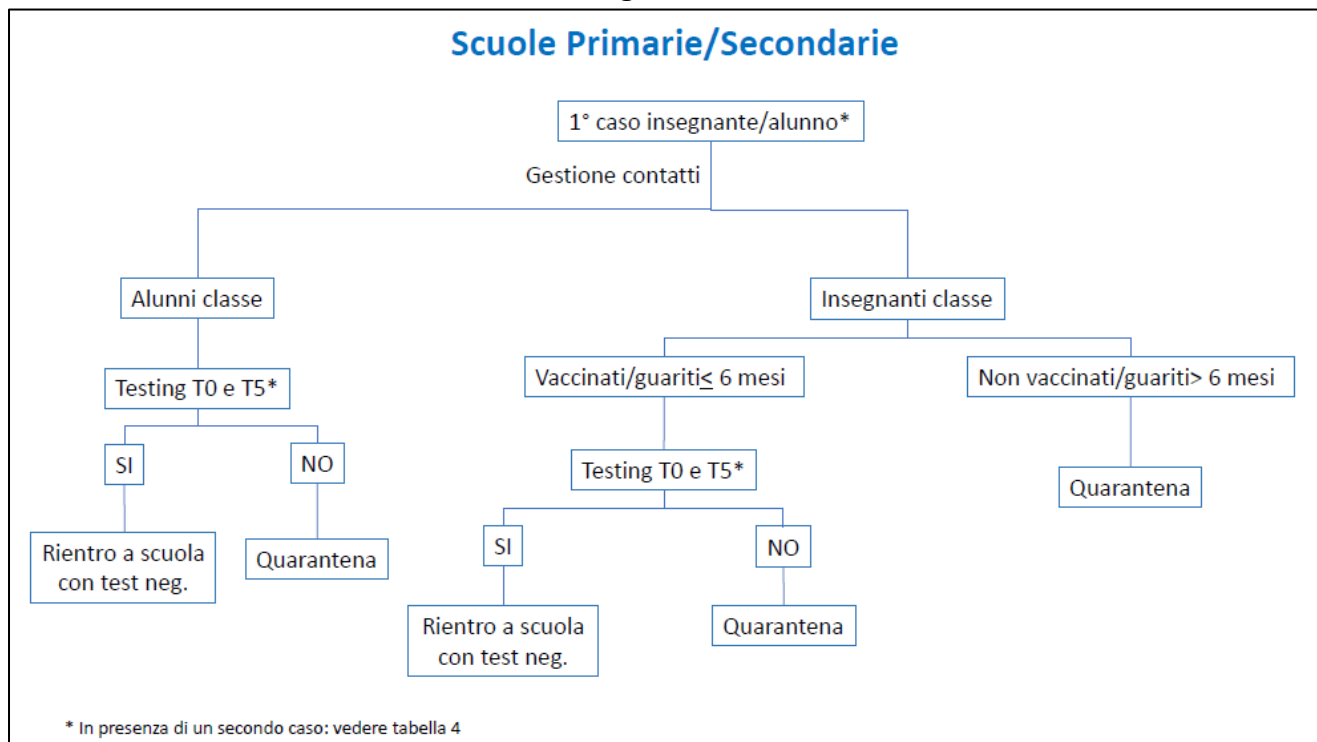 Scuole Primarie/Secondarie
1° caso insegnante/alunno*
Gestione contatti
Alunni classe
Insegnanti classe
Testing T0 e T5*
Vaccinati/guariti≤ 6 mesi
Non vaccinati/guariti> 6 mesi
SI
NO
Testing T0 e T5*
Quarantena
Rientro a scuola
con test neg.
Quarantena
SI
NO
Rientro a scuola
con test neg.
Quarantena
* In presenza di un secondo caso: vedere tabella 4